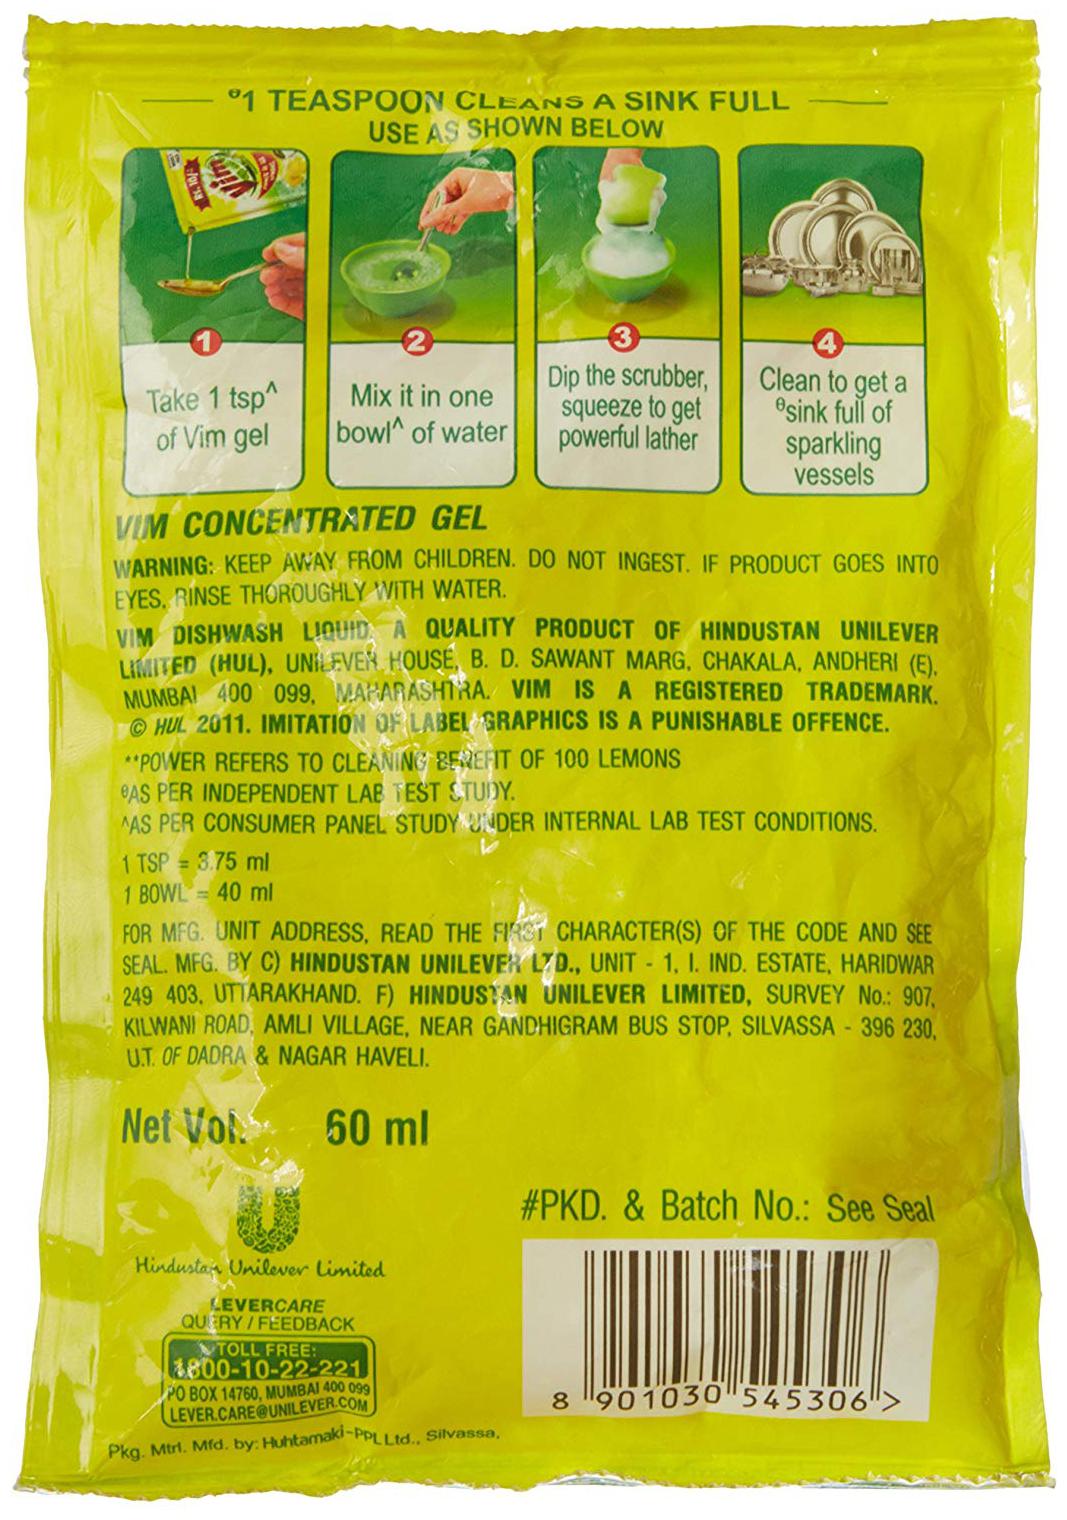 ᶿ1 TEASPOON CLEANS A SINK FULL
USE AS SHOWN BELOW
Vim
Rs. 10/-
1
Take 1 tsp^
of Vim gel
2
Mix it in one
bowl^ of water
3
Dip the scrubber,
squeeze to get
powerful lather
4
Clean to get a
ᶿsink full of
sparkling
vessels
VIM CONCENTRATED GEL
WARNING: KEEP AWAY FROM CHILDREN. DO NOT INGEST. IF PRODUCT GOES INTO
EYES, RINSE THOROUGHLY WITH WATER.
VIM DISHWASH LIQUID, A QUALITY PRODUCT OF HINDUSTAN UNILEVER
LIMITED (HUL), UNILEVER HOUSE, B. D. SAWANT MARG, CHAKALA, ANDHERI (E),
MUMBAI 400 099, MAHARASHTRA. VIM IS A REGISTERED TRADEMARK.
© HUL 2011. IMITATION OF LABEL GRAPHICS IS A PUNISHABLE OFFENCE.
**POWER REFERS TO CLEANING BENEFIT OF 100 LEMONS
ᶿAS PER INDEPENDENT LAB TEST STUDY.
^AS PER CONSUMER PANEL STUDY UNDER INTERNAL LAB TEST CONDITIONS.
1 TSP = 3.75 ml
1 BOWL = 40 ml
FOR MFG. UNIT ADDRESS, READ THE FIRST CHARACTER(S) OF THE CODE AND SEE
SEAL. MFG. BY C) HINDUSTAN UNILEVER LTD., UNIT - 1, I. IND. ESTATE, HARIDWAR
249 403, UTTARAKHAND. F) HINDUSTAN UNILEVER LIMITED, SURVEY No.: 907,
KILWANI ROAD, AMLI VILLAGE, NEAR GANDHIGRAM BUS STOP, SILVASSA - 396 230,
U.T. OF DADRA & NAGAR HAVELI.
Net Vol. 60 ml
#PKD. & Batch No.: See Seal
Hindustan Unilever Limited
LEVERCARE
QUERY / FEEDBACK
TOLL FREE:
1800-10-22-221
PO BOX 14760, MUMBAI 400 099
LEVER.CARE@UNILEVER.COM
8 901030 545306 >
Pkg. Mtrl. Mfd. by: Huhtamaki-PPL Ltd., Silvassa.